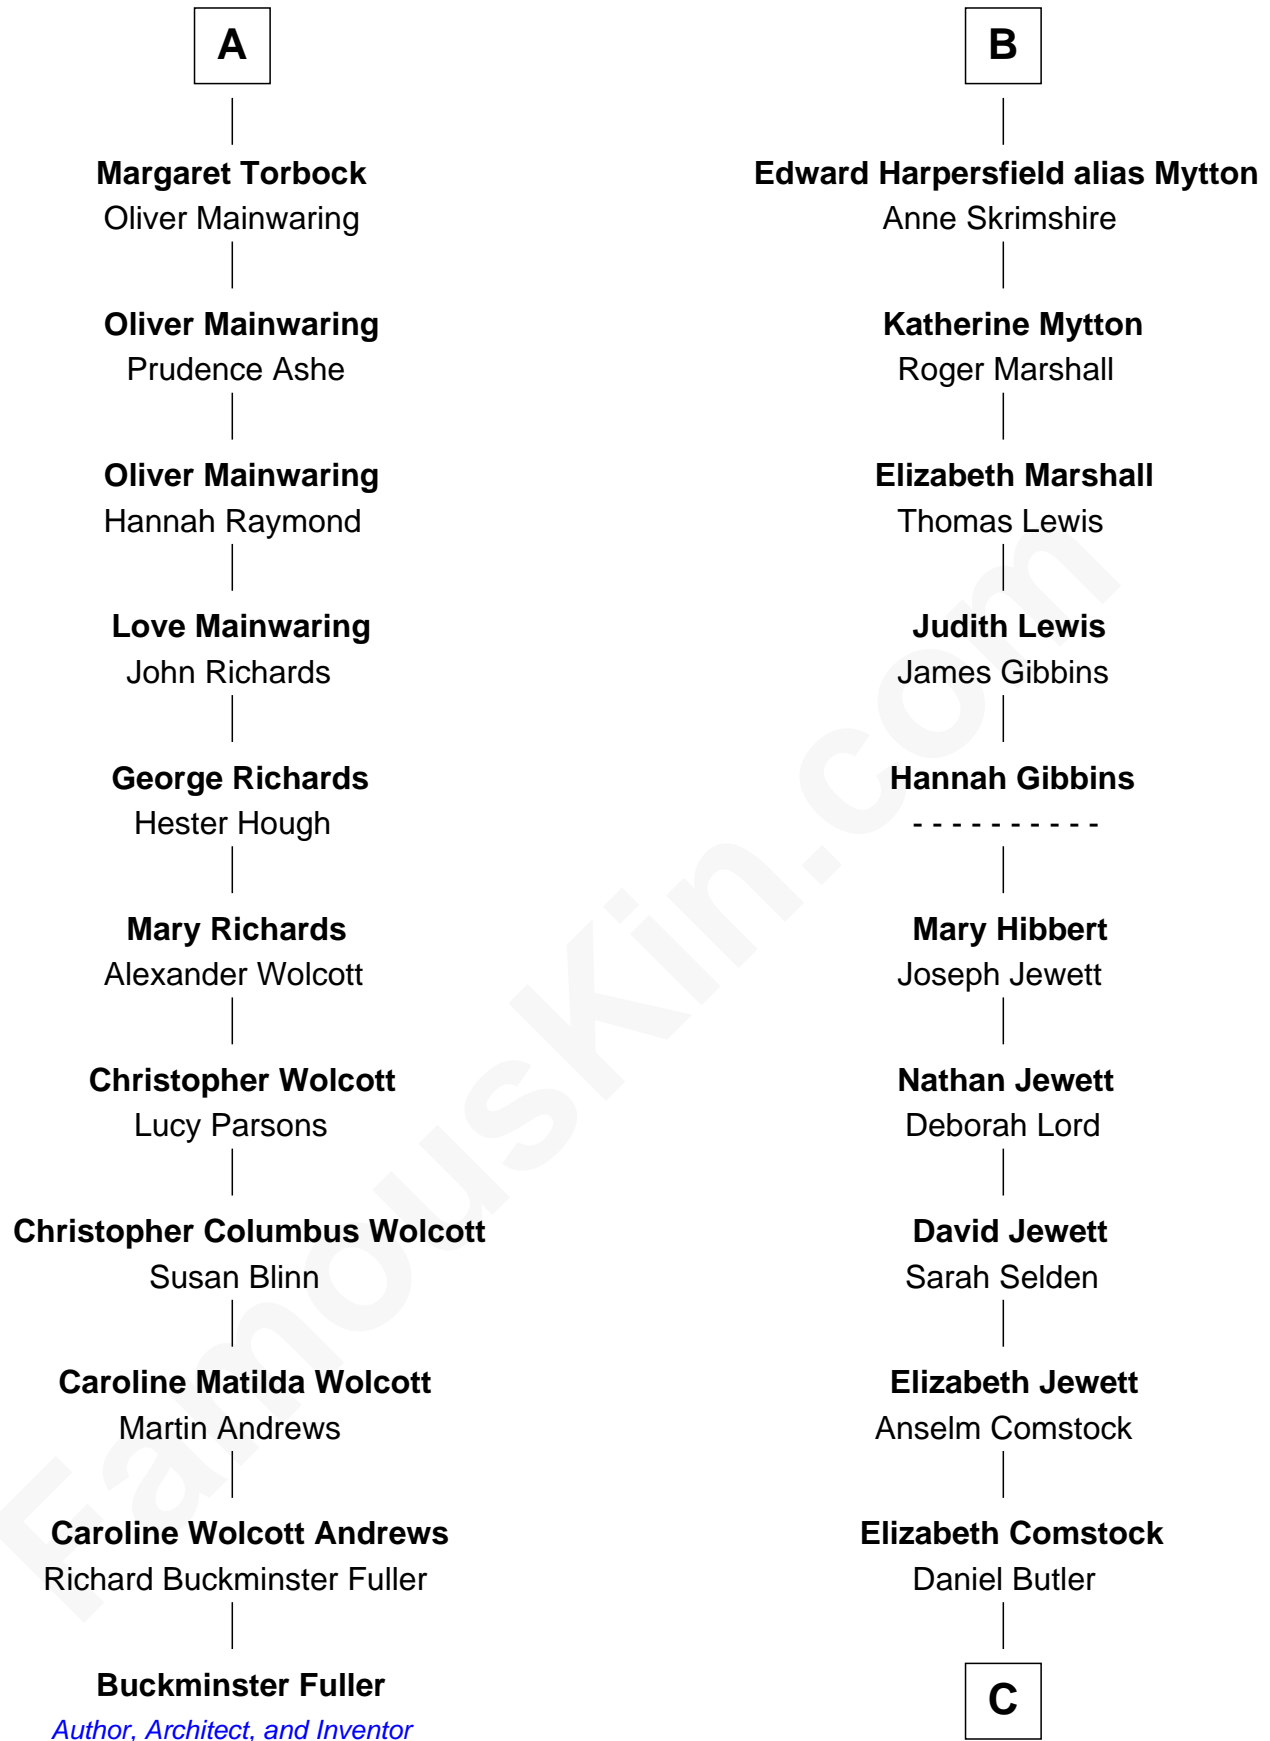 A
Margaret Torbock
Oliver Mainwaring
Oliver Mainwaring
Prudence Ashe
Oliver Mainwaring
Hannah Raymond
Love Mainwaring
John Richards
George Richards
Hester Hough
Mary Richards
Alexander Wolcott
Christopher Wolcott
Lucy Parsons
Christopher Columbus Wolcott
Susan Blinn
Caroline Matilda Wolcott
Martin Andrews
Caroline Wolcott Andrews
Richard Buckminster Fuller
Buckminster Fuller
Author, Architect, and Inventor
B
Edward Harpersfield alias Mytton
Anne Skrimshire
Katherine Mytton
Roger Marshall
Elizabeth Marshall
Thomas Lewis
Judith Lewis
James Gibbins
Hannah Gibbins
- - - - - - - - - -
Mary Hibbert
Joseph Jewett
Nathan Jewett
Deborah Lord
David Jewett
Sarah Selden
Elizabeth Jewett
Anselm Comstock
Elizabeth Comstock
Daniel Butler
C
FamousKin.com